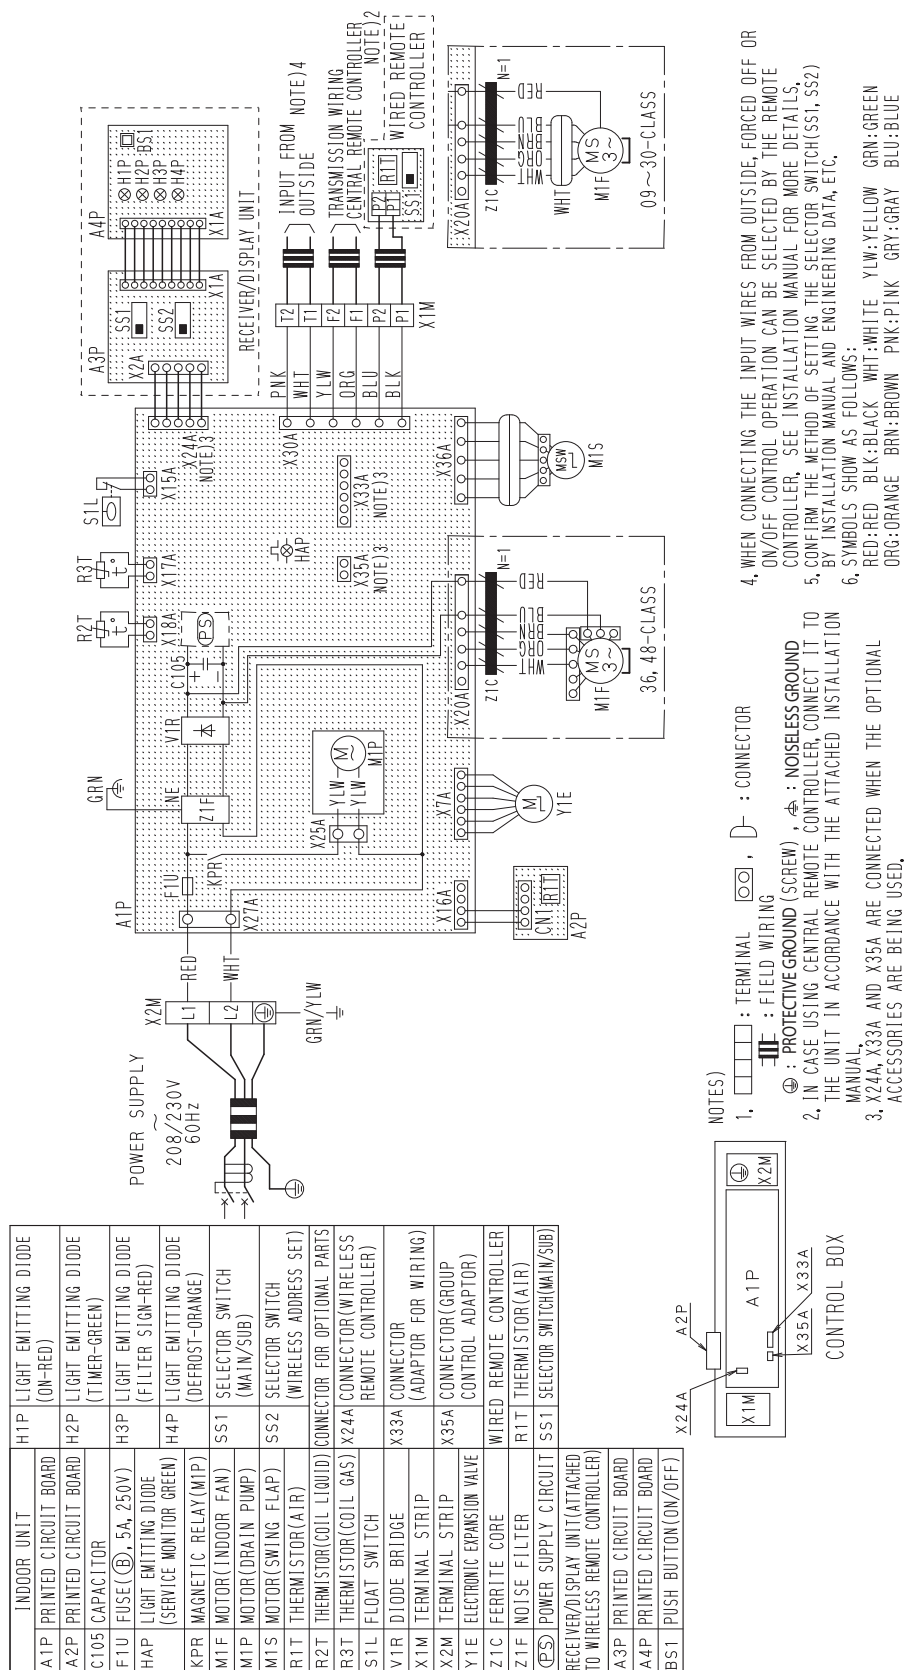 INDOOR UNIT
A1P PRINTED CIRCUIT BOARD
A2P PRINTED CIRCUIT BOARD
C105 CAPACITOR
F1U FUSE(Ⓑ, 5A, 250V)
HAP LIGHT EMITTING DIODE
(SERVICE MONITOR GREEN)
KPR MAGNETIC RELAY(M1P)
M1F MOTOR(INDOOR FAN)
M1P MOTOR(DRAIN PUMP)
M1S MOTOR(SWING FLAP)
R1T THERMISTOR(AIR)
R2T THERMISTOR(COIL LIQUID)
R3T THERMISTOR(COIL GAS)
S1L FLOAT SWITCH
V1R DIODE BRIDGE
X1M TERMINAL STRIP
X2M TERMINAL STRIP
Y1E ELECTRONIC EXPANSION VALVE
Z1C FERRITE CORE
Z1F NOISE FILTER
PS POWER SUPPLY CIRCUIT
RECEIVER/DISPLAY UNIT(ATTACHED
TO WIRELESS REMOTE CONTROLLER)
A3P PRINTED CIRCUIT BOARD
A4P PRINTED CIRCUIT BOARD
BS1 PUSH BUTTON(ON/OFF)
H1P LIGHT EMITTING DIODE
(ON-RED)
H2P LIGHT EMITTING DIODE
(TIMER-GREEN)
H3P LIGHT EMITTING DIODE
(FILTER SIGN-RED)
H4P LIGHT EMITTING DIODE
(DEFROST-ORANGE)
SS1 SELECTOR SWITCH
(MAIN/SUB)
SS2 SELECTOR SWITCH
(WIRELESS ADDRESS SET)
CONNECTOR FOR OPTIONAL PARTS
X24A CONNECTOR(WIRELESS
REMOTE CONTROLLER)
X33A CONNECTOR
(ADAPTOR FOR WIRING)
X35A CONNECTOR(GROUP
CONTROL ADAPTOR)
WIRED REMOTE CONTROLLER
R1T THERMISTOR(AIR)
SS1 SELECTOR SWITCH(MAIN/SUB)
POWER SUPPLY
~
208/230V
60Hz
X2M
L1
L2
RED
WHT
GRN/YLW
A1P
X27A
F1U
KPR
GRN
NE
Z1F
V1R
C105
+
-
PS
X18A
R2T
t°
X17A
R3T
t°
S1L
X15A
X24A
NOTE)3
X25A
YLW
YLW
M
~
M1P
HAP
X35A
NOTE)3
X33A
NOTE)3
X30A
X16A
CN1
R1T
A2P
X7A
M
Y1E
X20A
Z1C
N=1
WHT
ORG
BRN
BLU
RED
M1F
MS
3~
36, 48-CLASS
X36A
MSW
M1S
A3P
X2A
SS1
SS2
X1A
A4P
X1A
BS1
H1P
H2P
H3P
H4P
RECEIVER/DISPLAY UNIT
PNK
WHT
YLW
ORG
BLU
BLK
T2
T1
F2
F1
P2
P1
X1M
INPUT FROM
OUTSIDE
NOTE)4
TRANSMISSION WIRING
CENTRAL REMOTE CONTROLLER
NOTE)2
P2
P1
R1T
SS1
WIRED REMOTE
CONTROLLER
X20A
Z1C
N=1
WHT
ORG
BRN
BLU
RED
WHT
M1F
MS
3~
09~30-CLASS
X24A
A2P
X1M
A1P
X2M
X35A X33A
CONTROL BOX
NOTES)
1. : TERMINAL , : CONNECTOR
: FIELD WIRING
: PROTECTIVE GROUND (SCREW) , : NOISELESS GROUND
2. IN CASE USING CENTRAL REMOTE CONTROLLER, CONNECT IT TO
THE UNIT IN ACCORDANCE WITH THE ATTACHED INSTALLATION
MANUAL.
3. X24A, X33A AND X35A ARE CONNECTED WHEN THE OPTIONAL
ACCESSORIES ARE BEING USED.
4. WHEN CONNECTING THE INPUT WIRES FROM OUTSIDE, FORCED OFF OR
ON/OFF CONTROL OPERATION CAN BE SELECTED BY THE REMOTE
CONTROLLER. SEE INSTALLATION MANUAL FOR MORE DETAILS.
5. CONFIRM THE METHOD OF SETTING THE SELECTOR SWITCH(SS1, SS2)
BY INSTALLATION MANUAL AND ENGINEERING DATA, ETC.
6. SYMBOLS SHOW AS FOLLOWS:
RED:RED BLK:BLACK WHT:WHITE YLW:YELLOW GRN:GREEN
ORG:ORANGE BRN:BROWN PNK:PINK GRY:GRAY BLU:BLUE